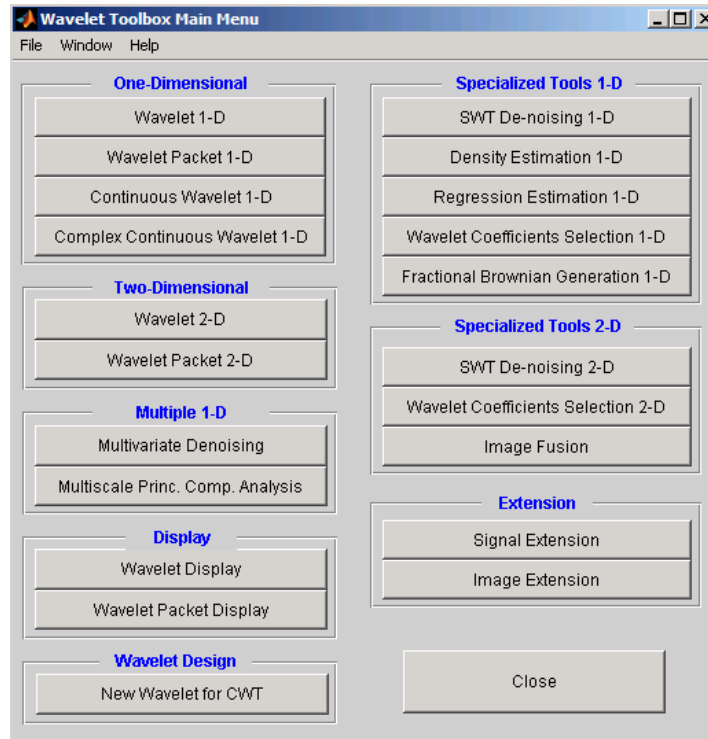 Wavelet Toolbox Main Menu
File Window Help
One-Dimensional
Wavelet 1-D
Wavelet Packet 1-D
Continuous Wavelet 1-D
Complex Continuous Wavelet 1-D
Two-Dimensional
Wavelet 2-D
Wavelet Packet 2-D
Multiple 1-D
Multivariate Denoising
Multiscale Princ. Comp. Analysis
Display
Wavelet Display
Wavelet Packet Display
Wavelet Design
New Wavelet for CWT
Specialized Tools 1-D
SWT De-noising 1-D
Density Estimation 1-D
Regression Estimation 1-D
Wavelet Coefficients Selection 1-D
Fractional Brownian Generation 1-D
Specialized Tools 2-D
SWT De-noising 2-D
Wavelet Coefficients Selection 2-D
Image Fusion
Extension
Signal Extension
Image Extension
Close